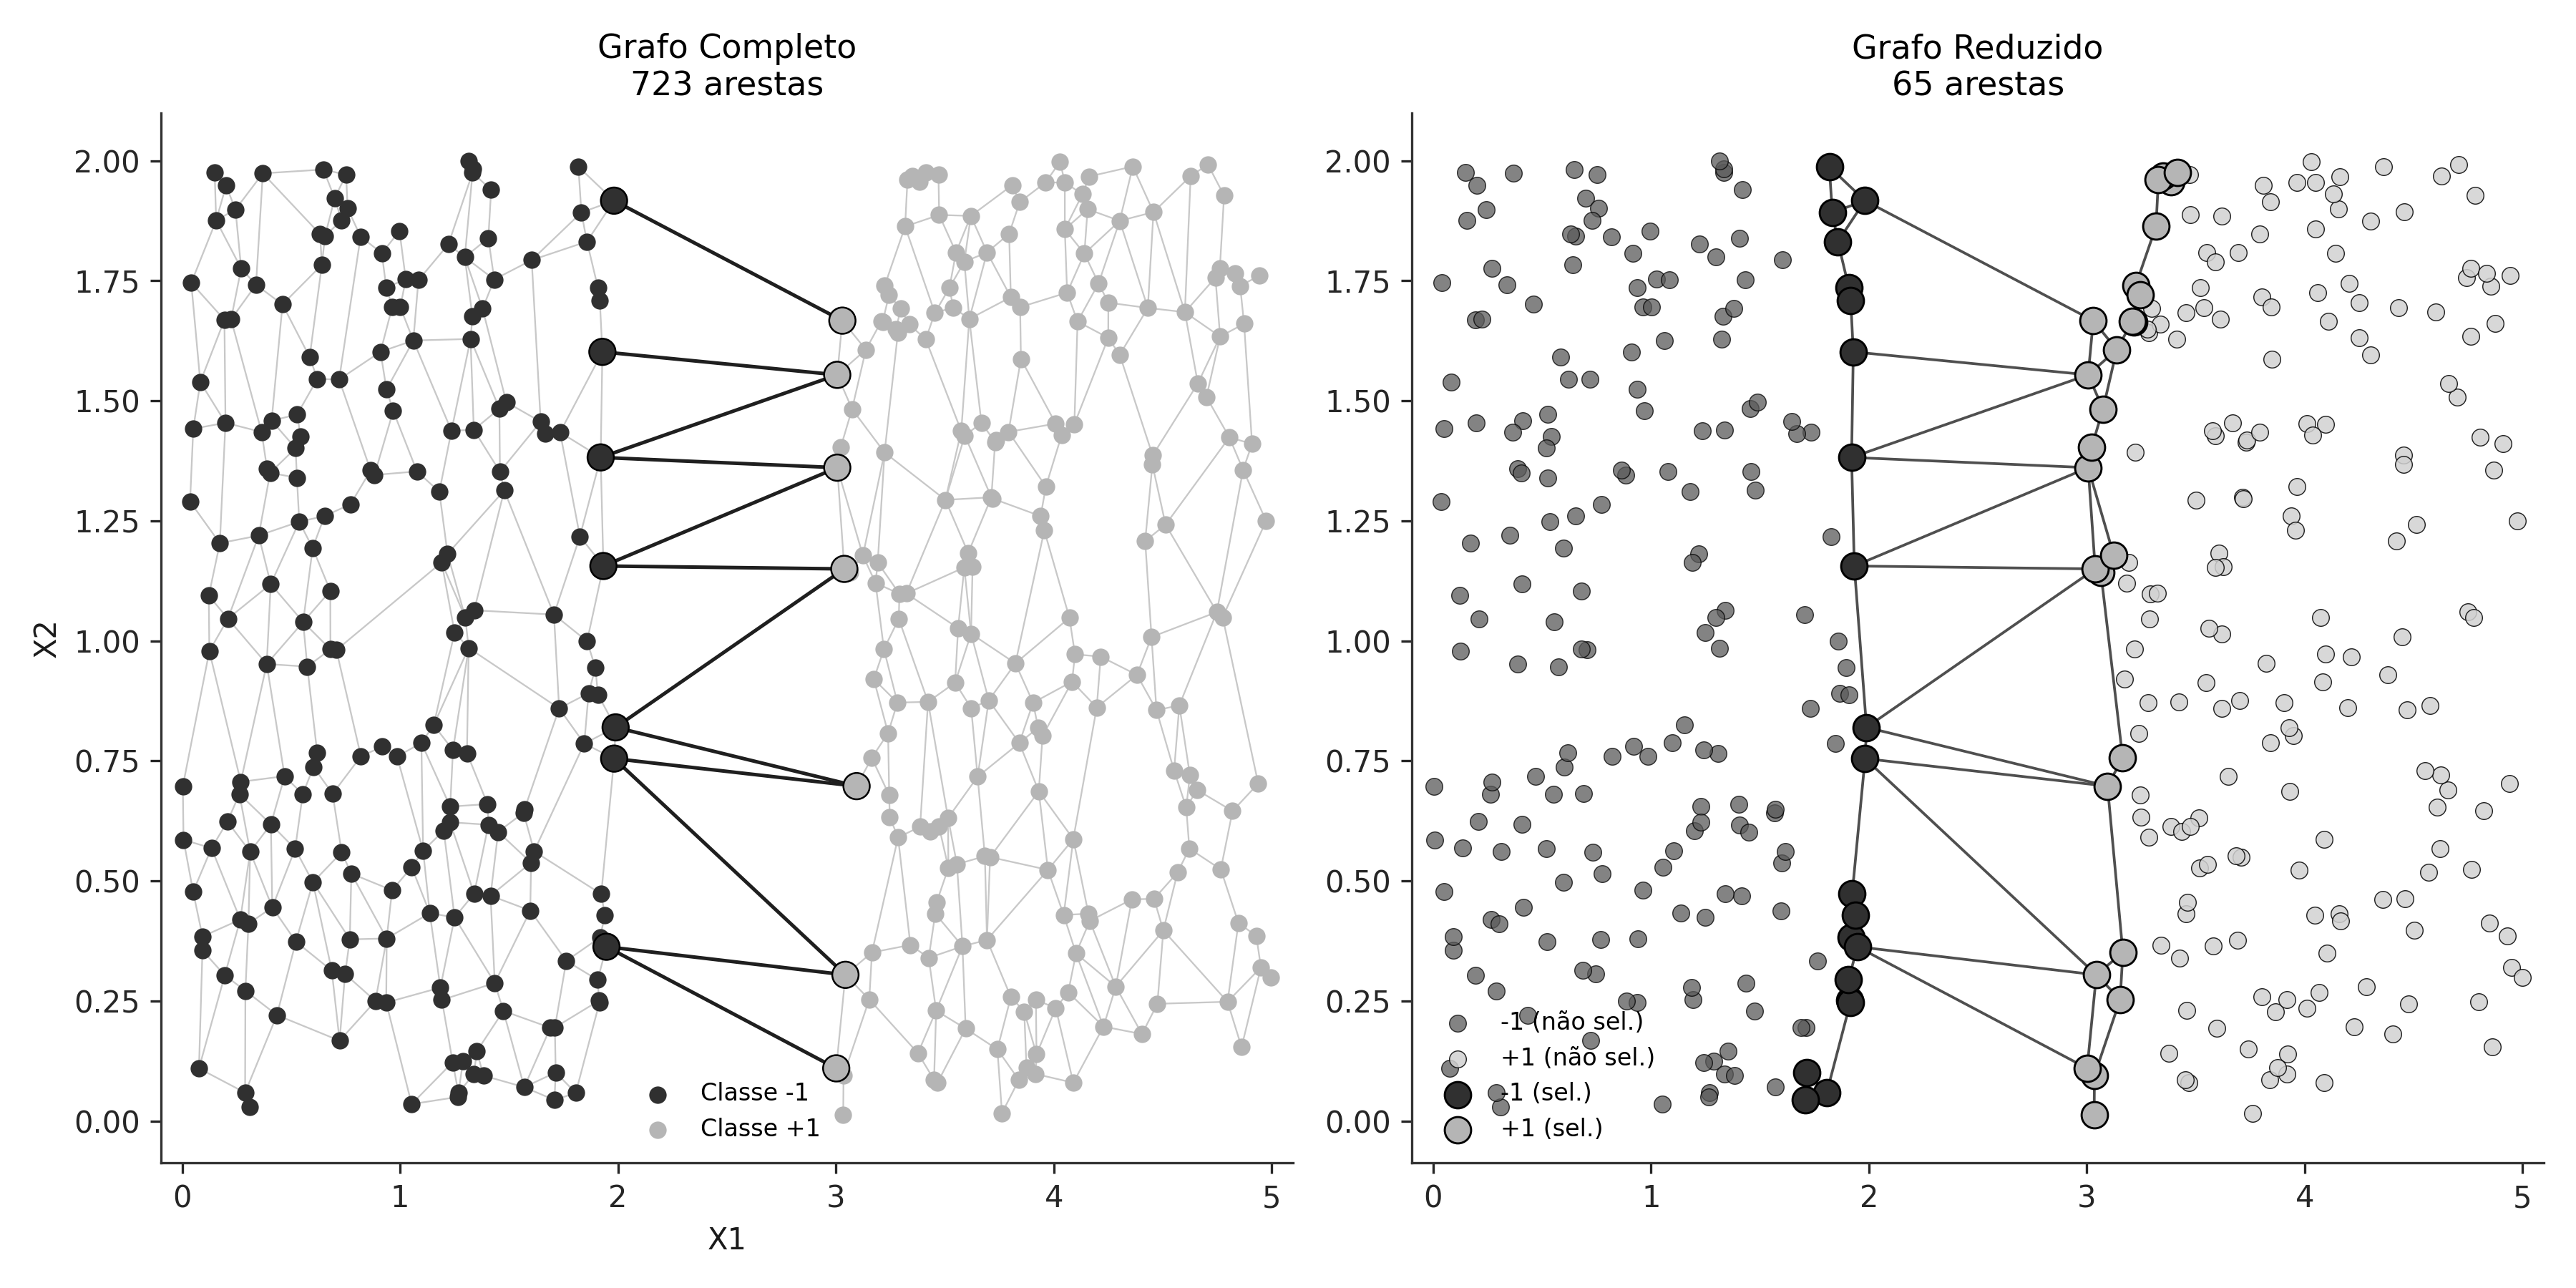 Grafo Completo
723 arestas
2.00
1.75
1.50
1.25
1.00
0.75
0.50
0.25
0.00
X2
Classe -1
Classe +1
0 1 2 3 4 5
X1
Grafo Reduzido
65 arestas
2.00
1.75
1.50
1.25
1.00
0.75
0.50
0.25
0.00
-1 (não sel.)
+1 (não sel.)
-1 (sel.)
+1 (sel.)
0 1 2 3 4 5